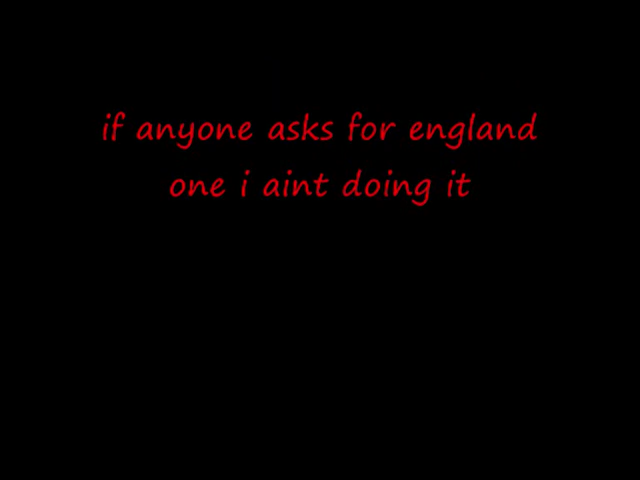 if anyone asks for england
one i aint doing it